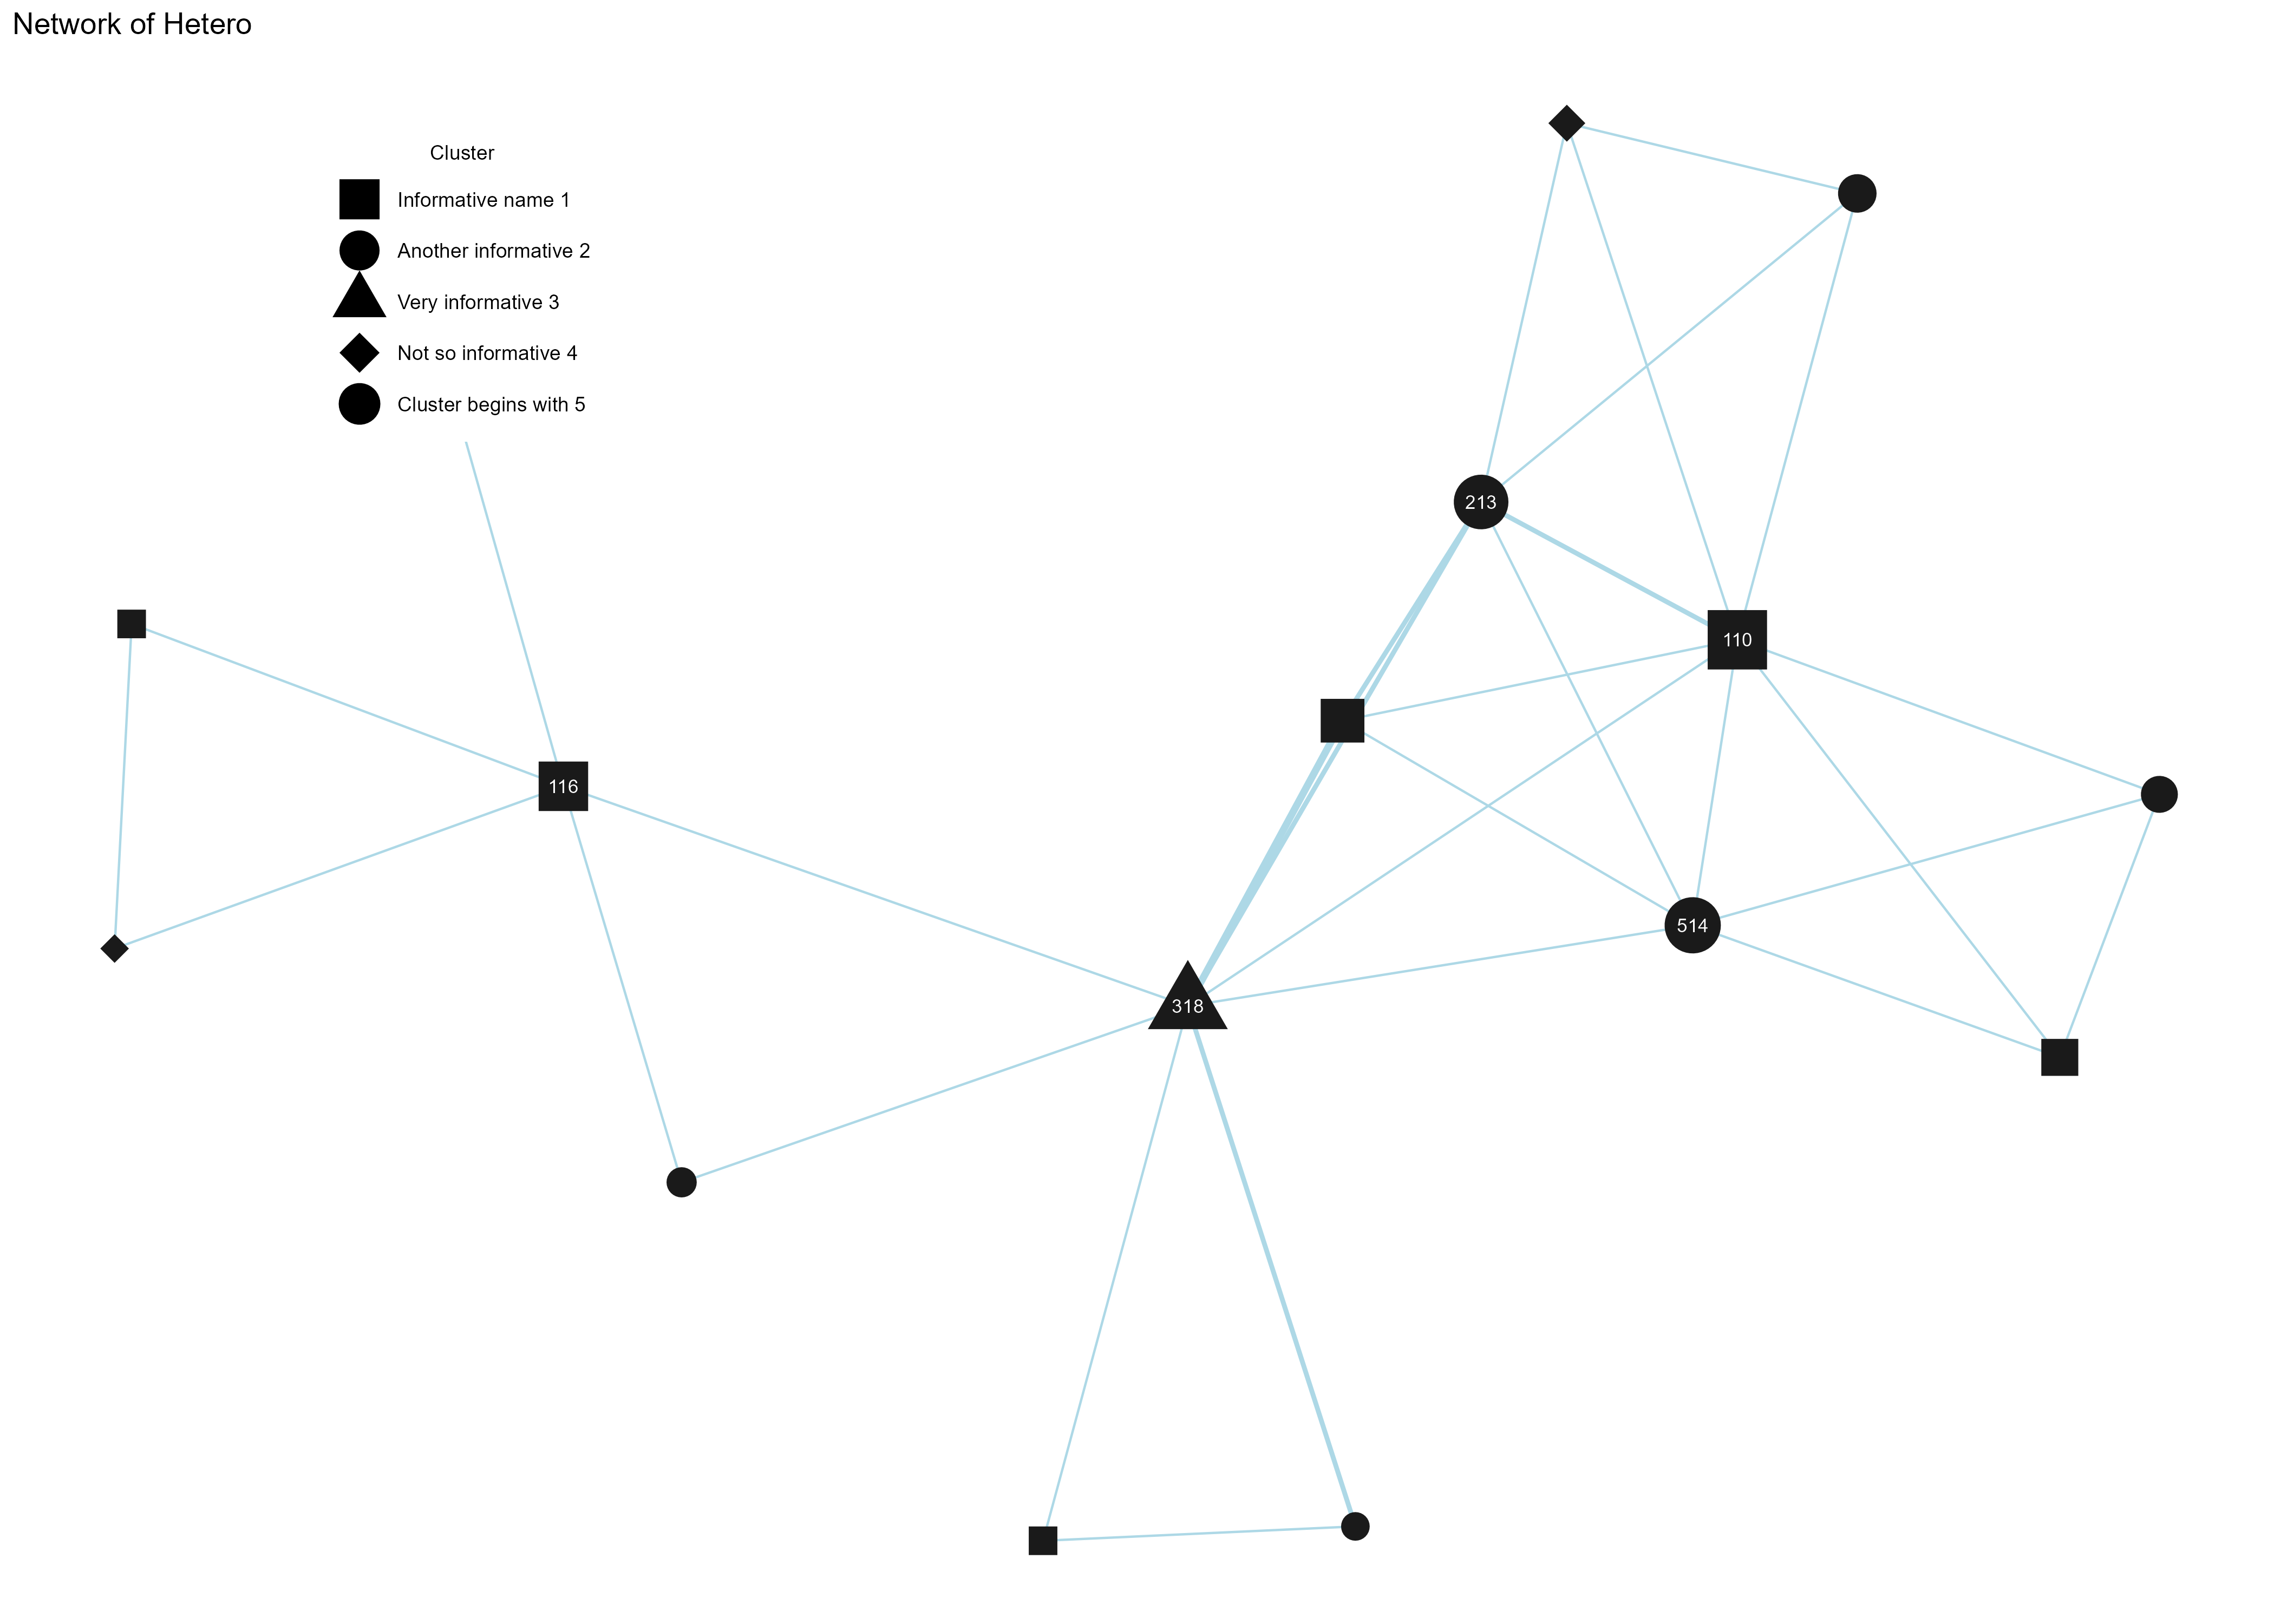 Network of Hetero
Cluster
Informative name 1
Another informative 2
Very informative 3
Not so informative 4
Cluster begins with 5
213
110
116
514
318